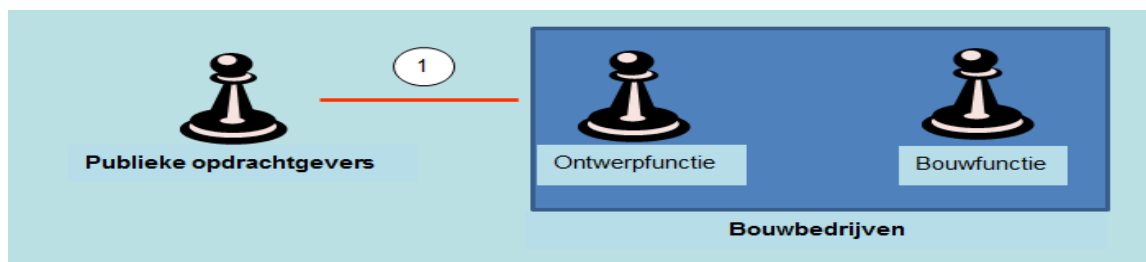 1
Publieke opdrachtgevers
Ontwerpfunctie
Bouwfunctie
Bouwbedrijven